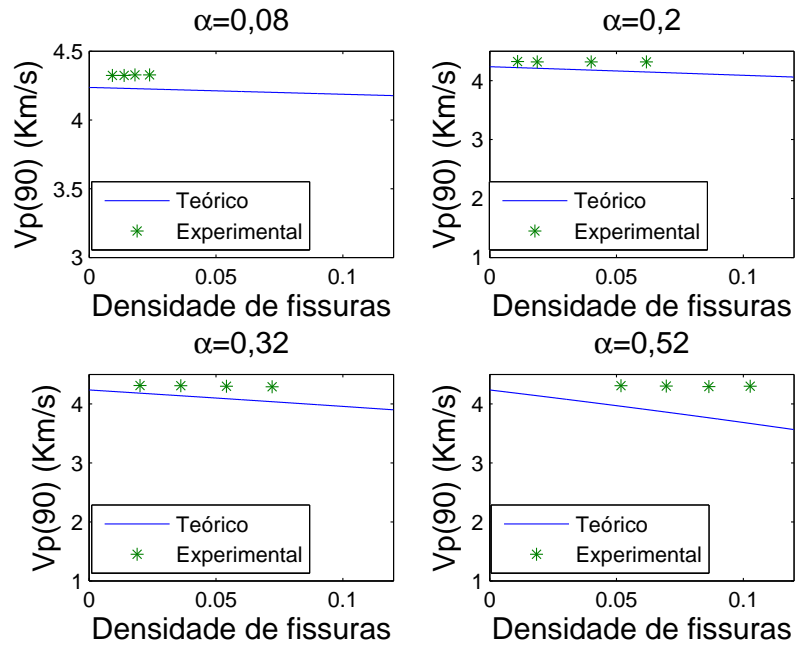 α=0,08
4.5
4
3.5
3
Vp(90) (Km/s)
Teórico
Experimental
0
0.05
0.1
Densidade de fissuras
α=0,2
4
3
2
1
Vp(90) (Km/s)
Teórico
Experimental
0
0.05
0.1
Densidade de fissuras
α=0,32
4
3
2
1
Vp(90) (Km/s)
Teórico
Experimental
0
0.05
0.1
Densidade de fissuras
α=0,52
4
3
2
1
Vp(90) (Km/s)
Teórico
Experimental
0
0.05
0.1
Densidade de fissuras